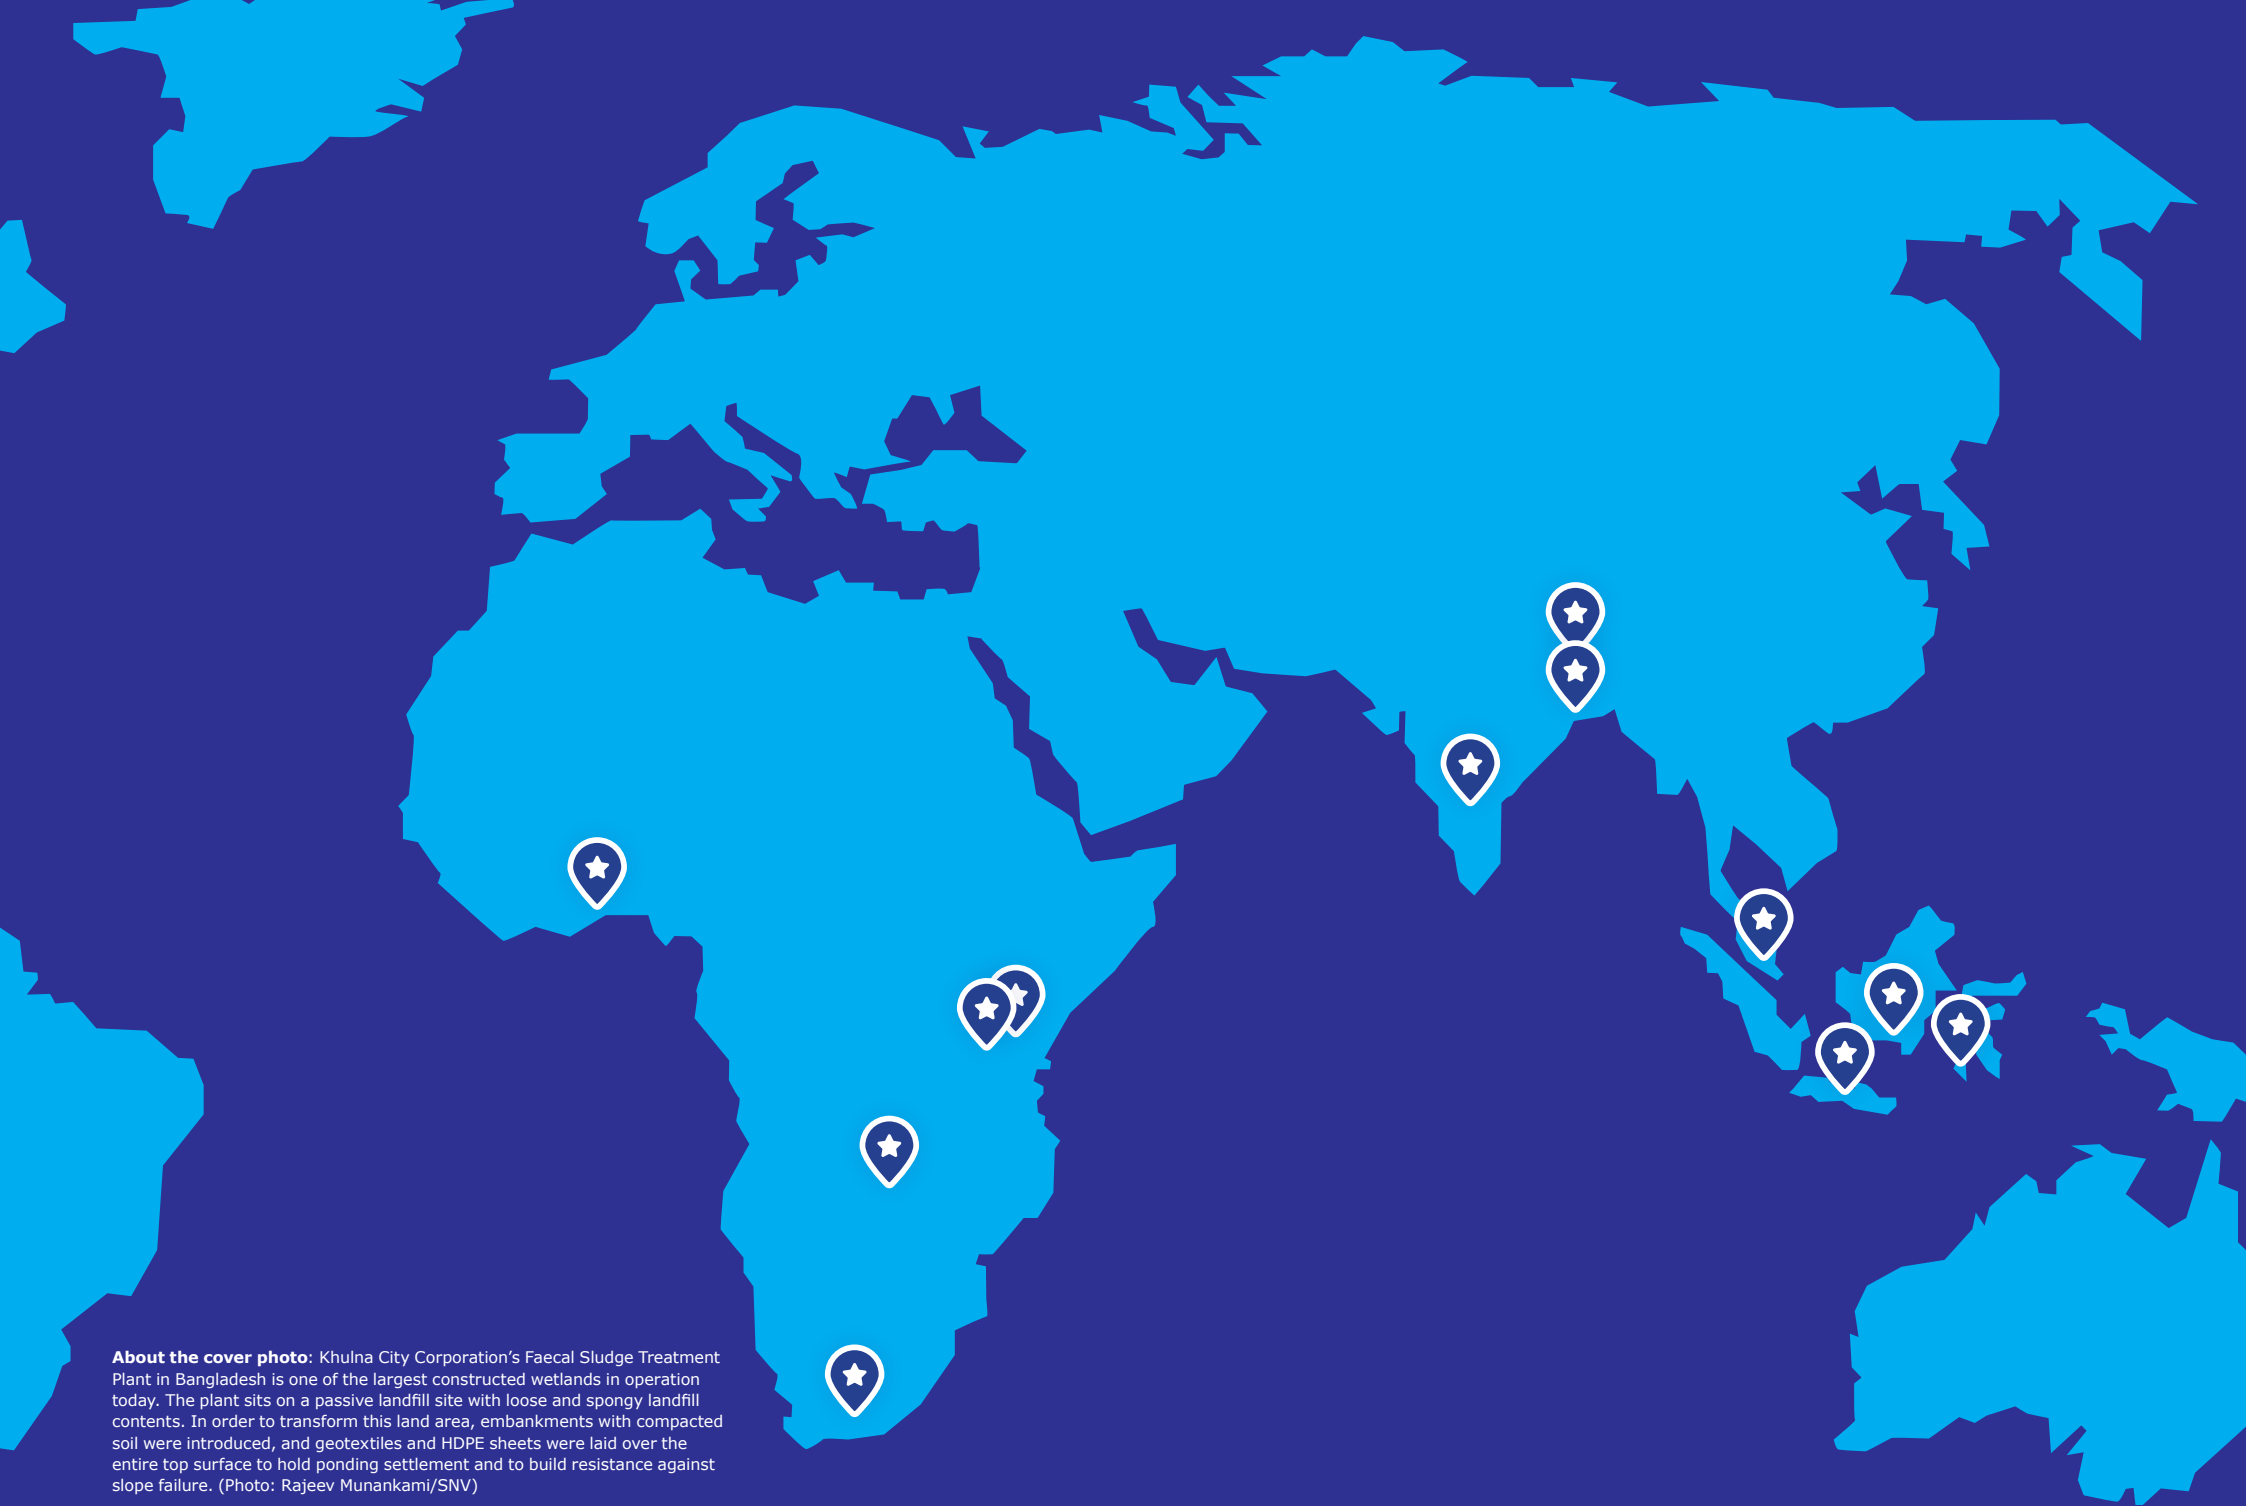 About the cover photo: Khulna City Corporation’s Faecal Sludge Treatment
Plant in Bangladesh is one of the largest constructed wetlands in operation
today. The plant sits on a passive landfill site with loose and spongy landfill
contents. In order to transform this land area, embankments with compacted
soil were introduced, and geotextiles and HDPE sheets were laid over the
entire top surface to hold ponding settlement and to build resistance against
slope failure. (Photo: Rajeev Munankami/SNV)